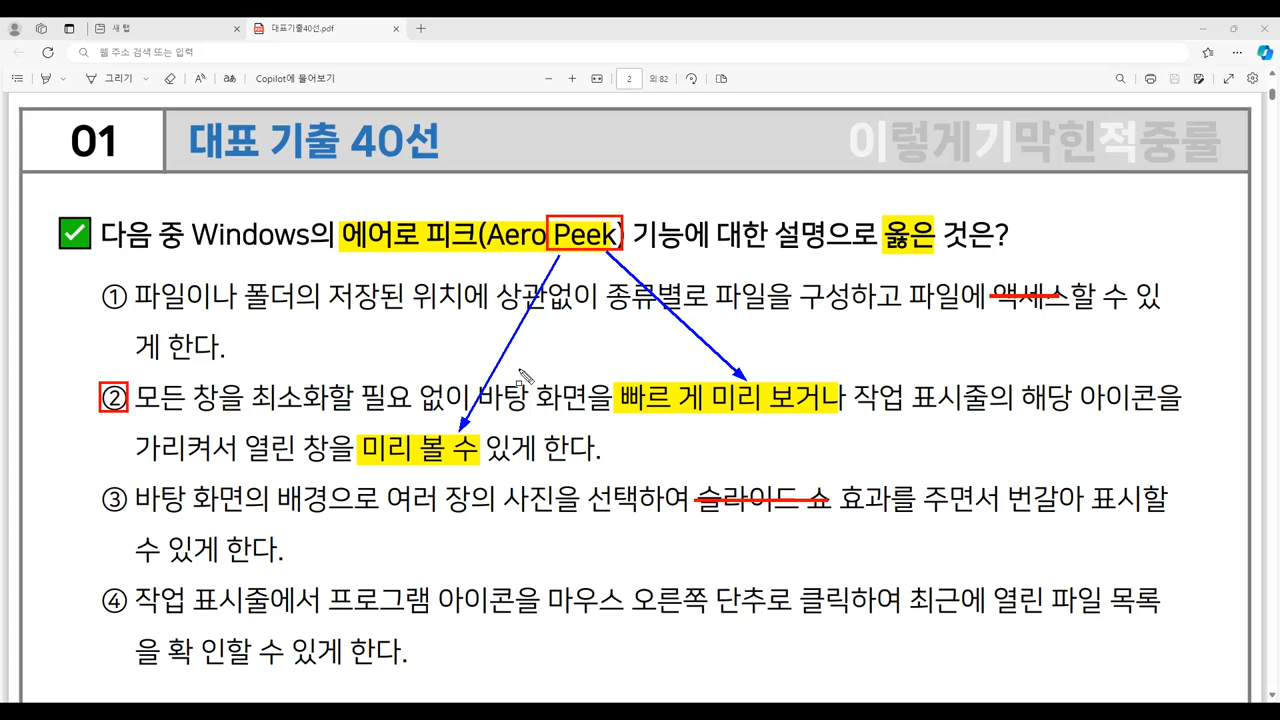 새 탭
대표기출40선.pdf
웹 주소 검색 또는 입력
그리기
Copilot에 물어보기
2
의 82
01
대표 기출 40선
이렇게기막힌적중률
다음 중 Windows의 에어로 피크(Aero Peek) 기능에 대한 설명으로 옳은 것은?
① 파일이나 폴더의 저장된 위치에 상관없이 종류별로 파일을 구성하고 파일에 액세스할 수 있
게 한다.
② 모든 창을 최소화할 필요 없이 바탕 화면을 빠르 게 미리 보거나 작업 표시줄의 해당 아이콘을
가리켜서 열린 창을 미리 볼 수 있게 한다.
③ 바탕 화면의 배경으로 여러 장의 사진을 선택하여 슬라이드 쇼 효과를 주면서 번갈아 표시할
수 있게 한다.
④ 작업 표시줄에서 프로그램 아이콘을 마우스 오른쪽 단추로 클릭하여 최근에 열린 파일 목록
을 확 인할 수 있게 한다.